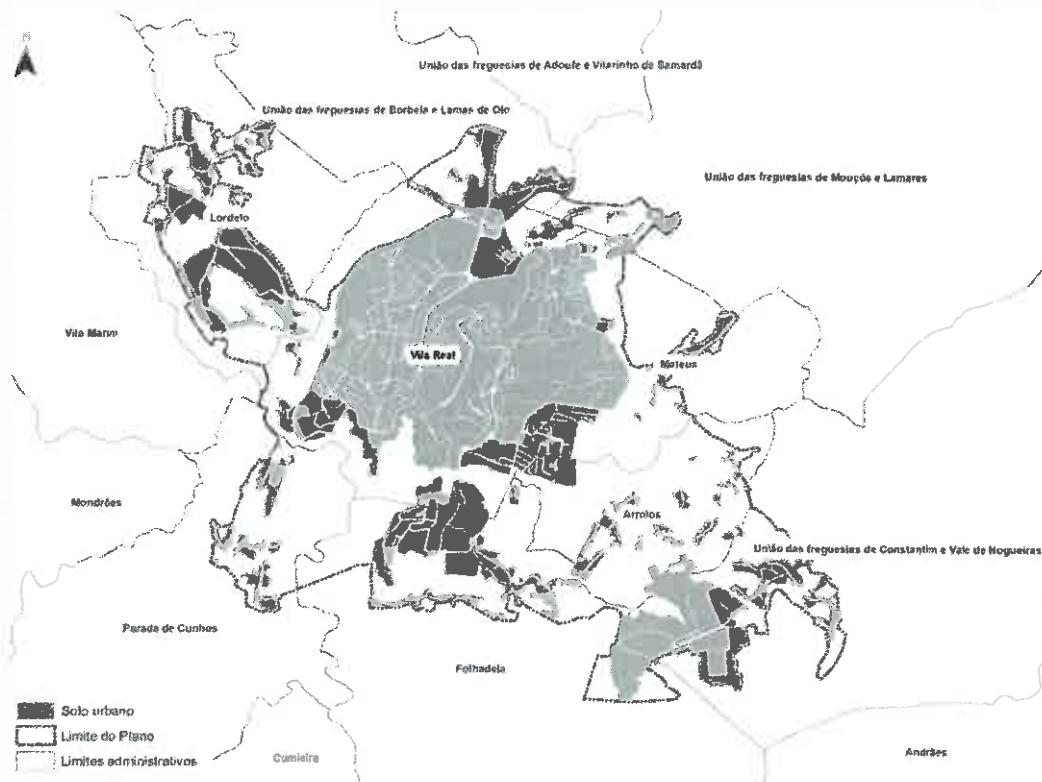 N
União das freguesias de Adoufe e Vilarinho de Samardã
União das freguesias de Borbela e Lamas de Olo
União das freguesias de Mouçós e Lamares
Lordelo
Vila Marim
Vila Real
Mateus
Mondrões
Arroios
União das freguesias de Constantim e Vale de Nogueiras
Parada de Cunhos
Folhadela
Solo urbano
Limite do Plano
Limites administrativos
Cumieira
Andrães